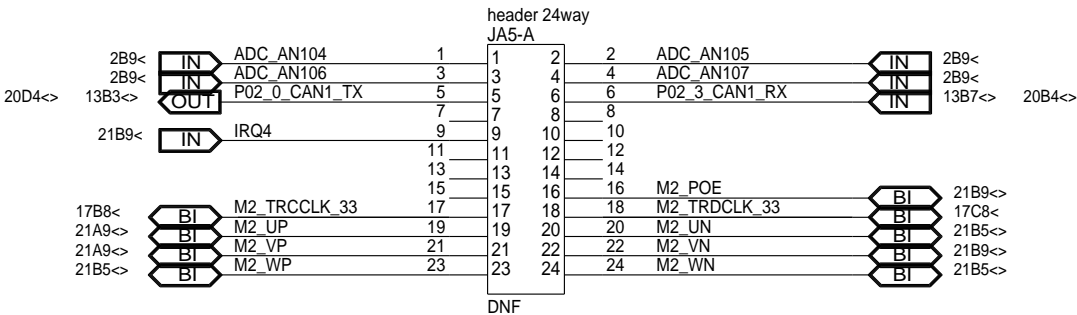 header 24way
JA5-A
2B9< IN ADC_AN104 1 1 2 2 ADC_AN105 IN 2B9<
2B9< IN ADC_AN106 3 3 4 4 ADC_AN107 IN 2B9<
20D4<> 13B3<> OUT P02_0_CAN1_TX 5 5 6 6 P02_3_CAN1_RX IN 13B7<> 20B4<>
7 7 8 8
21B9< IN IRQ4 9 9 10 10
11 11 12 12
13 13 14 14
15 15 16 16 M2_POE BI 21B9<>
17B8< BI M2_TRCCLK_33 17 17 18 18 M2_TRDCLK_33 BI 17C8<
21A9<> BI M2_UP 19 19 20 20 M2_UN BI 21B5<>
21A9<> BI M2_VP 21 21 22 22 M2_VN BI 21B9<>
21B5<> BI M2_WP 23 23 24 24 M2_WN BI 21B5<>
DNF